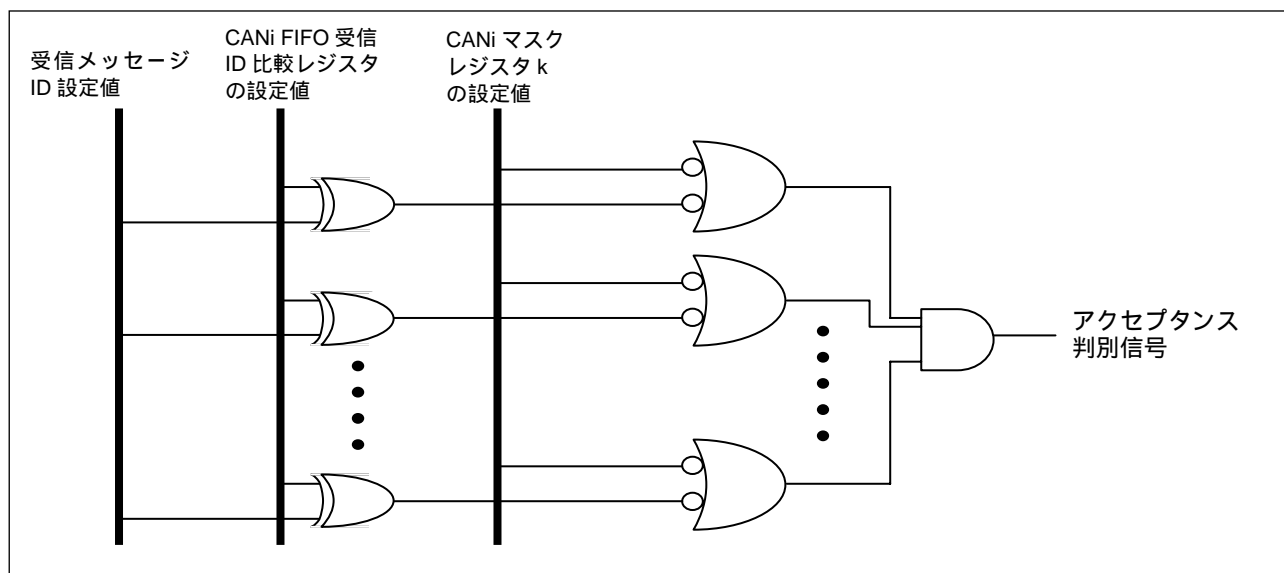 受信メッセージ
ID 設定値
CANi FIFO 受信
ID 比較レジスタ
の設定値
CANi マスク
レジスタ k
の設定値
アクセプタンス
判別信号